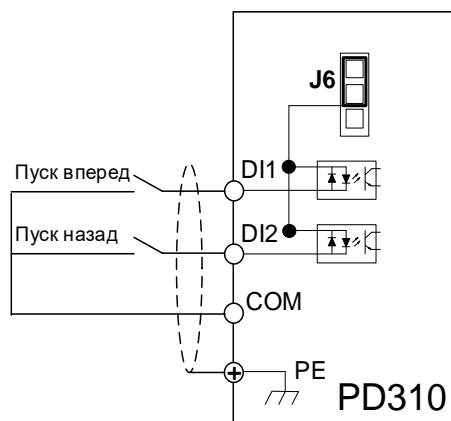 J6
Пуск вперед
DI1
Пуск назад
DI2
COM
PE
PD310